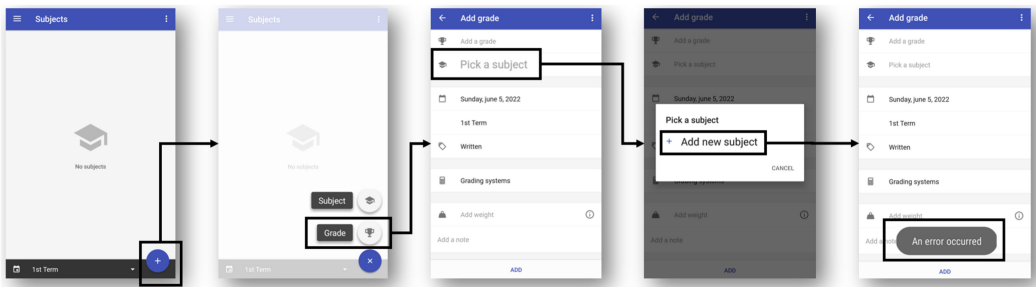 Subjects
No subjects
1st Term
+
Subjects
No subjects
Subject
Grade
1st Term
×
Add grade
Add a grade
Pick a subject
Sunday, june 5, 2022
1st Term
Written
Grading systems
Add weight
Add a note
ADD
Add grade
Add a grade
Pick a subject
Sunday, june 5, 2022
Pick a subject
+ Add new subject
CANCEL
Grading systems
Add weight
Add a note
ADD
Add grade
Add a grade
Pick a subject
Sunday, june 5, 2022
1st Term
Written
Grading systems
Add weight
Add a note
An error occurred
ADD